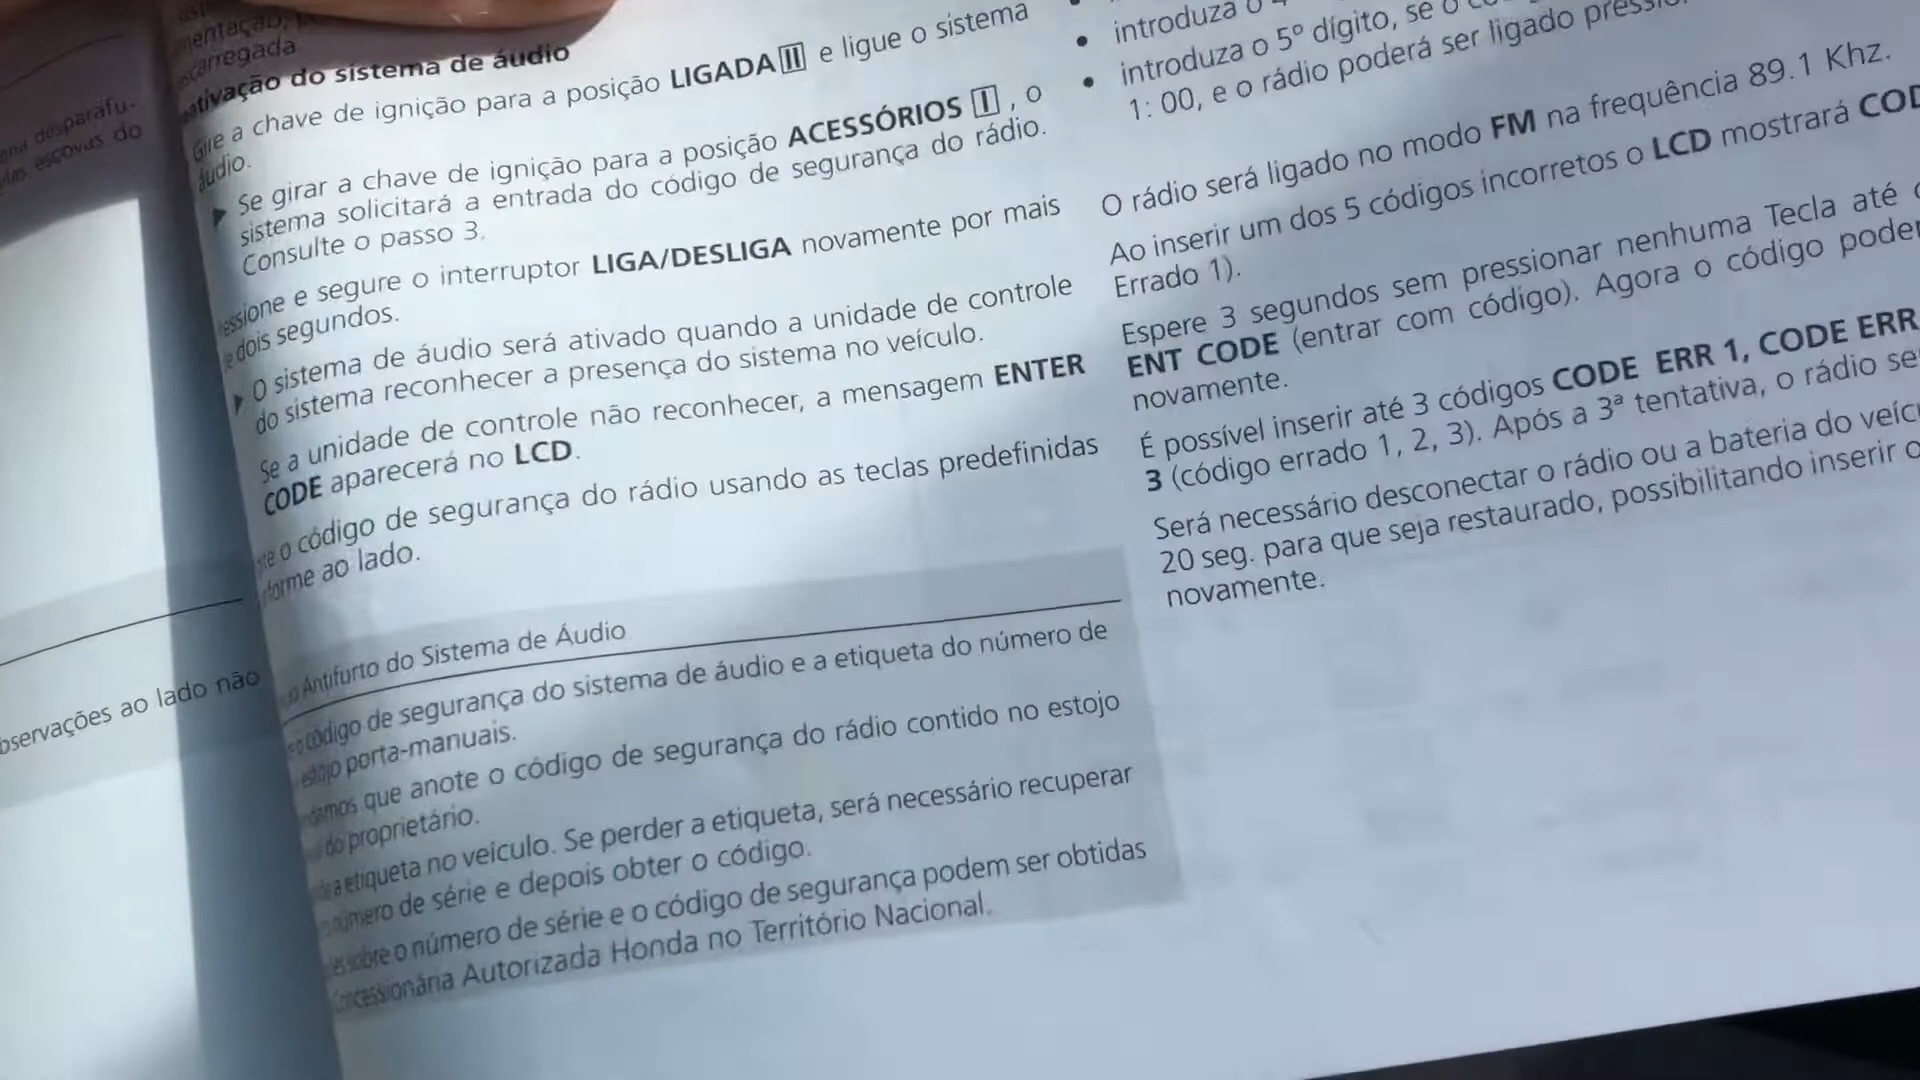 desparafu-
escovas do
observações ao lado não
carregada
ativação do sistema de áudio
Gire a chave de ignição para a posição LIGADA II e ligue o sistema
áudio.
Se girar a chave de ignição para a posição ACESSÓRIOS I, o
sistema solicitará a entrada do código de segurança do rádio.
Consulte o passo 3.
essione e segure o interruptor LIGA/DESLIGA novamente por mais
e dois segundos.
O sistema de áudio será ativado quando a unidade de controle
do sistema reconhecer a presença do sistema no veículo.
Se a unidade de controle não reconhecer, a mensagem ENTER
CODE aparecerá no LCD.
o código de segurança do rádio usando as teclas predefinidas
forme ao lado.
Antifurto do Sistema de Áudio
código de segurança do sistema de áudio e a etiqueta do número de
estojo porta-manuais.
que anote o código de segurança do rádio contido no estojo
do proprietário.
a etiqueta no veículo. Se perder a etiqueta, será necessário recuperar
número de série e depois obter o código.
sobre o número de série e o código de segurança podem ser obtidas
Concessionária Autorizada Honda no Território Nacional.
introduza o
introduza o 5º dígito, se o
1: 00, e o rádio poderá ser ligado
O rádio será ligado no modo FM na frequência 89.1 Khz.
Ao inserir um dos 5 códigos incorretos o LCD mostrará COD
Errado 1).
Espere 3 segundos sem pressionar nenhuma Tecla até
ENT CODE (entrar com código). Agora o código poder
novamente.
É possível inserir até 3 códigos CODE ERR 1, CODE ERR
3 (código errado 1, 2, 3). Após a 3ª tentativa, o rádio se
Será necessário desconectar o rádio ou a bateria do veíc
20 seg. para que seja restaurado, possibilitando inserir o
novamente.